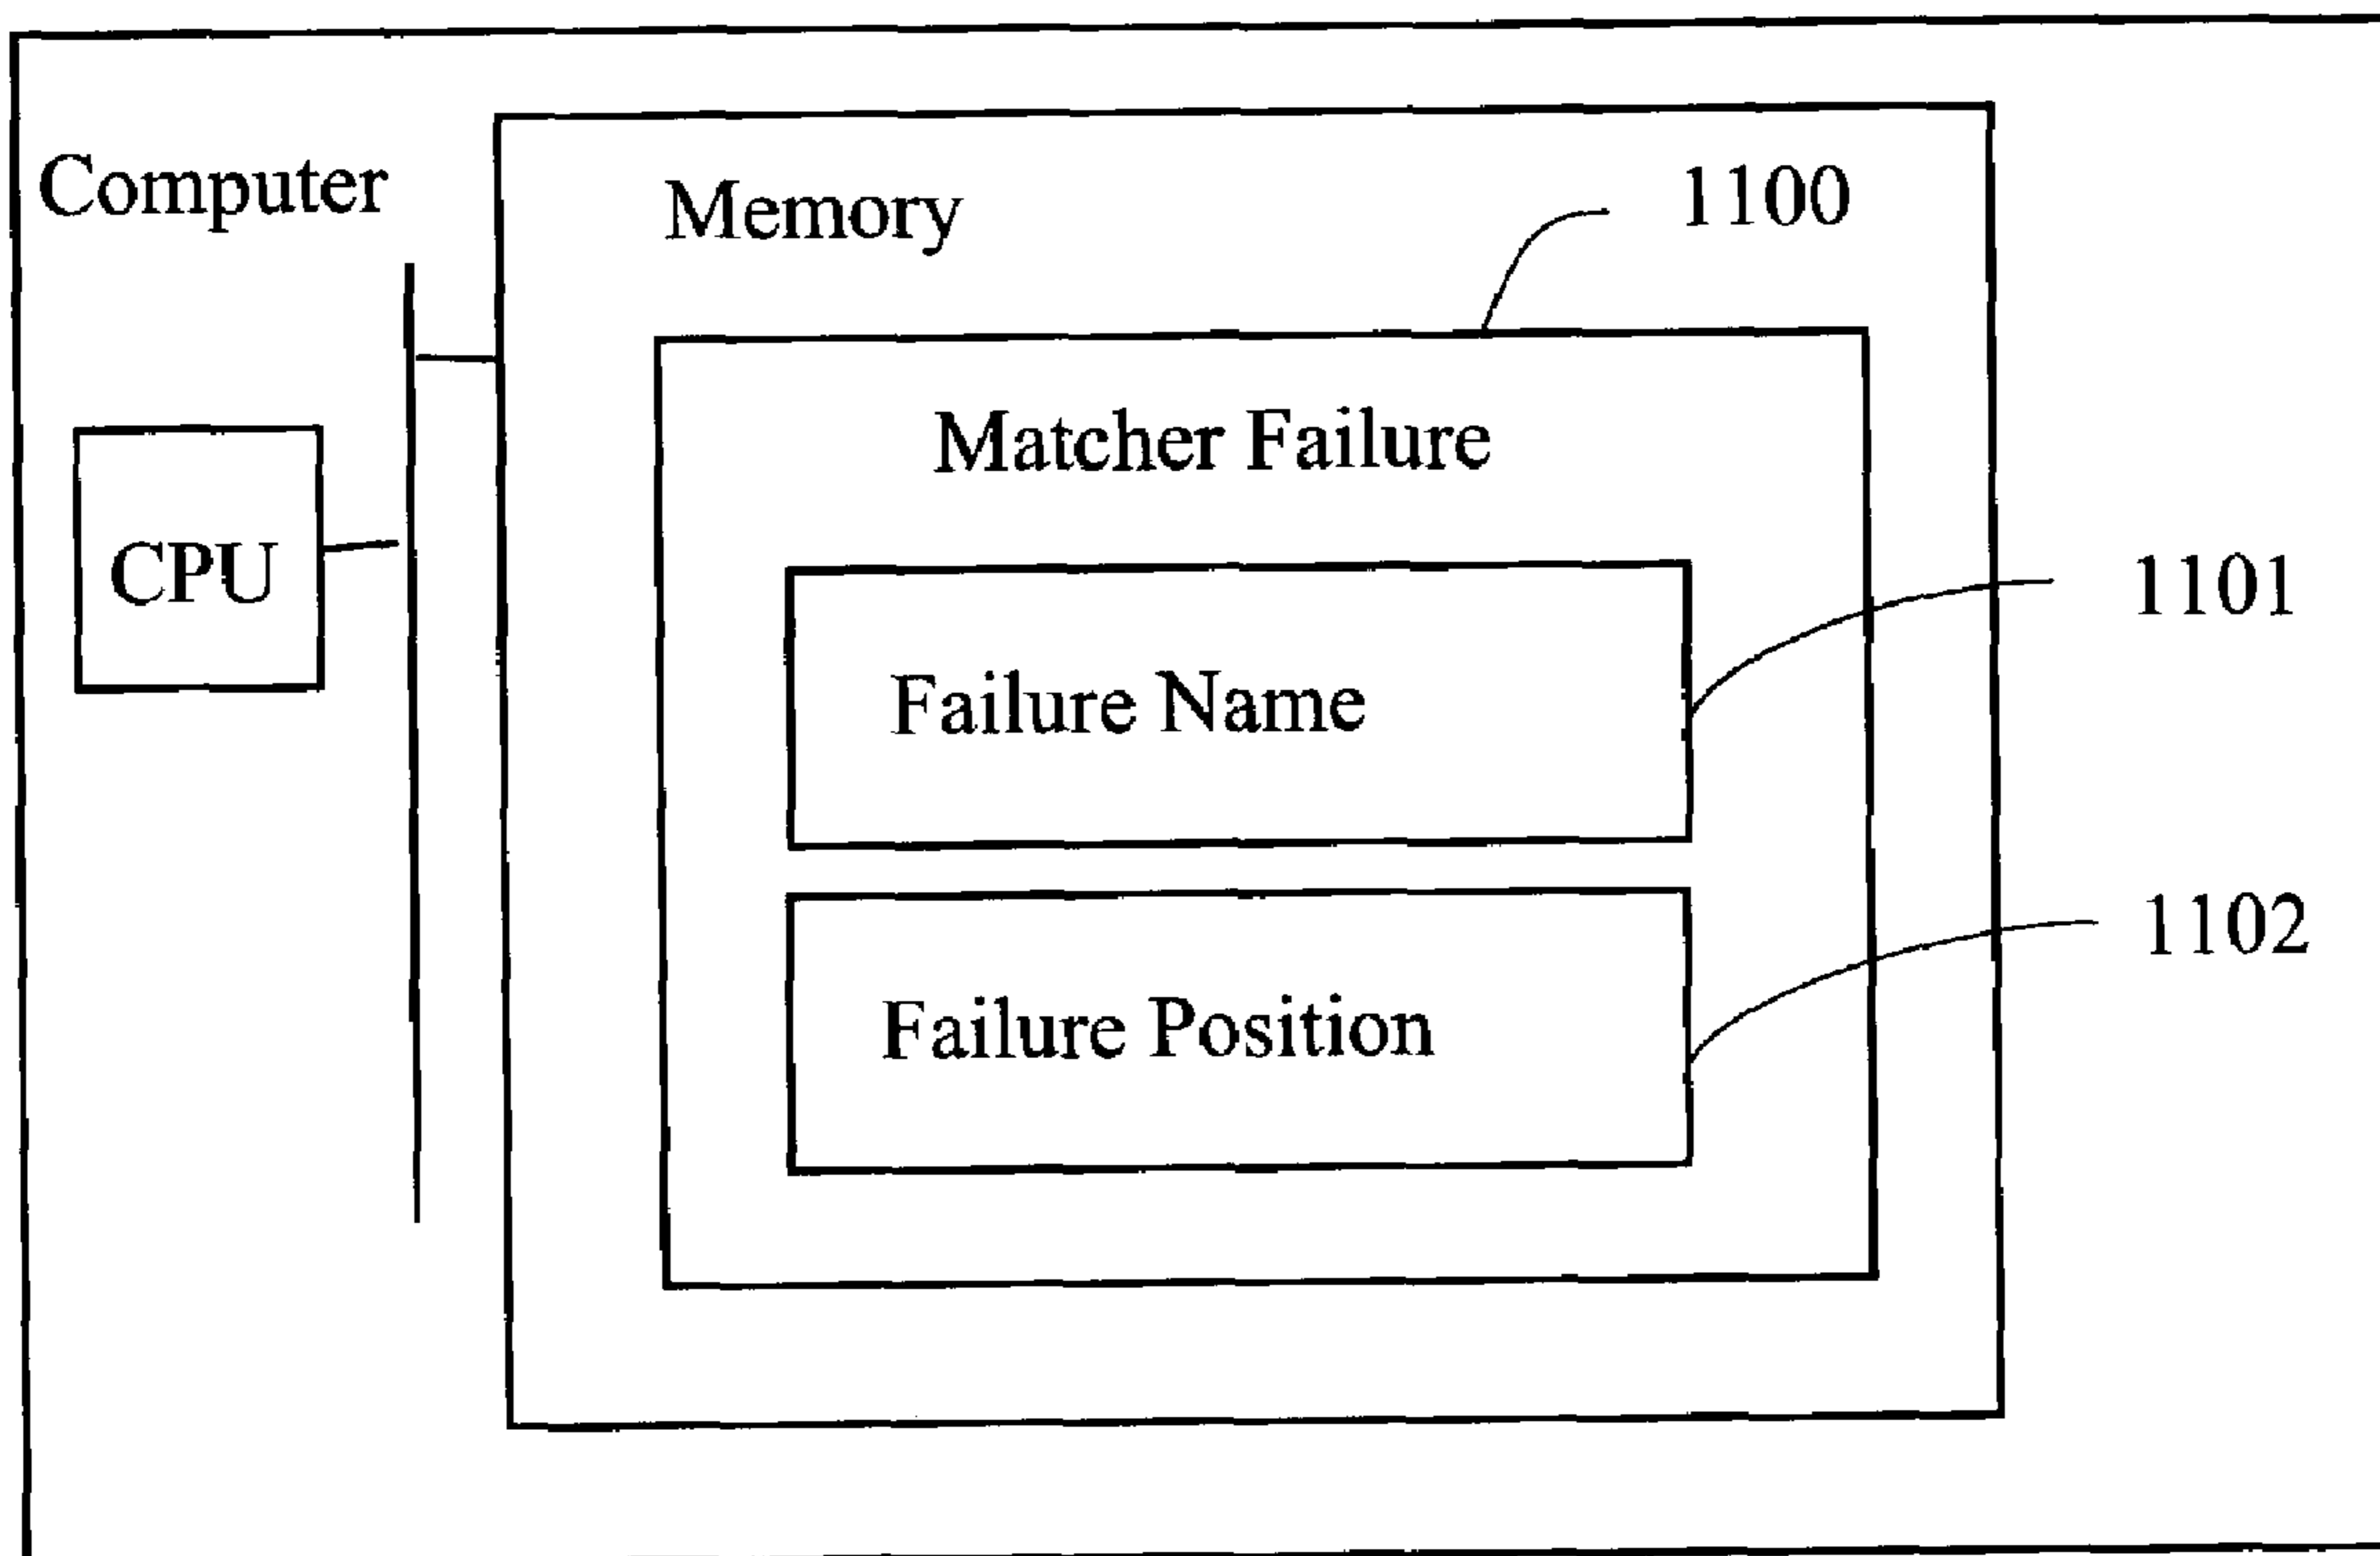 Computer
Memory
1100
Matcher Failure
CPU
1101
Failure Name
1102
Failure Position